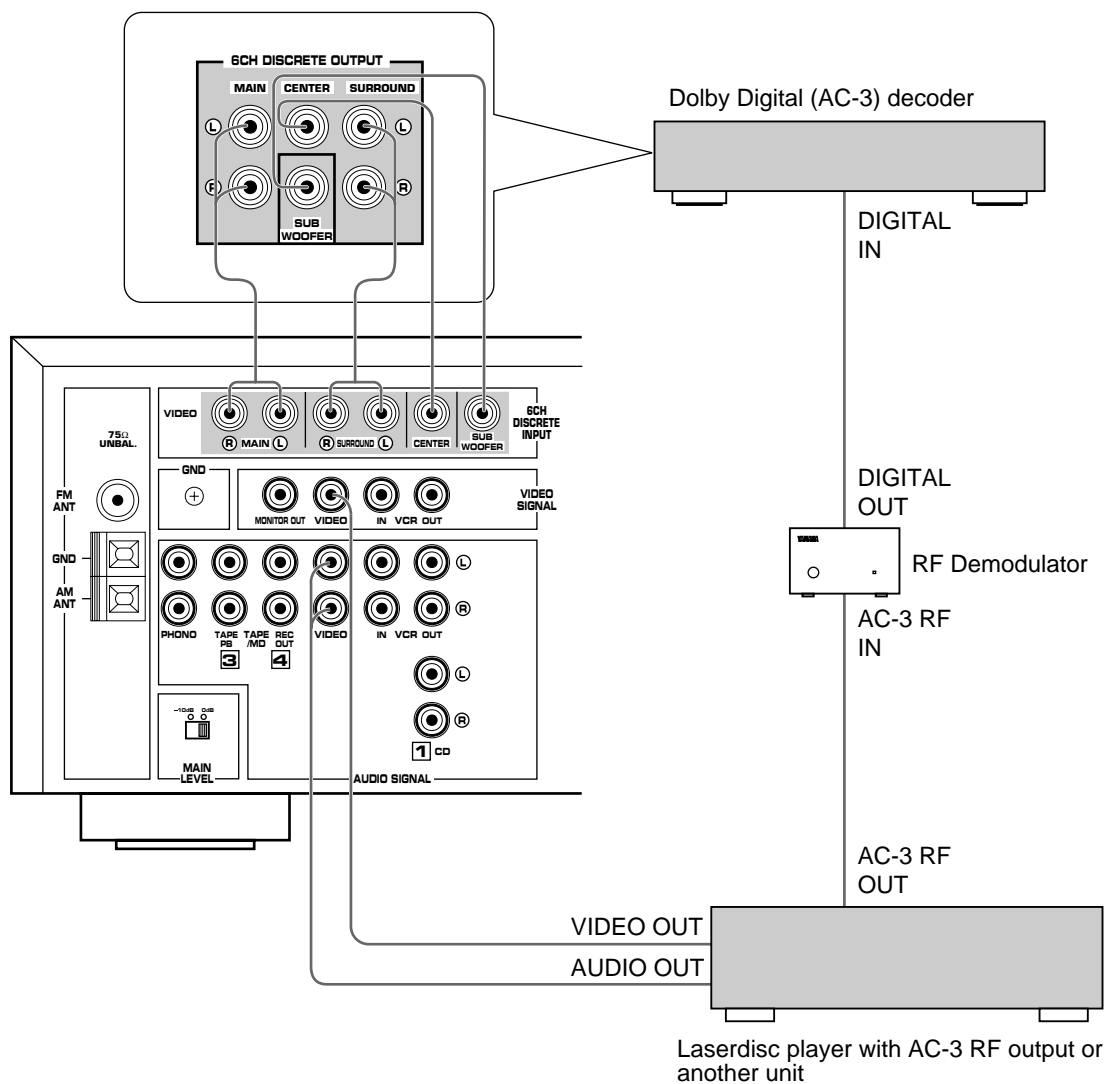 6CH DISCRETE OUTPUT
MAIN CENTER SURROUND
L L
R R
SUB
WOOFER
Dolby Digital (AC-3) decoder
DIGITAL
IN
VIDEO
R MAIN L
R SURROUND L
CENTER
SUB
WOOFER
6CH
DISCRETE
INPUT
75Ω
UNBAL.
FM
ANT
GND
AM
ANT
GND
MONITOR OUT VIDEO IN VCR OUT
VIDEO
SIGNAL
L
R
PHONO
TAPE
PB
3
TAPE
/MD
REC
OUT
4
VIDEO
IN VCR OUT
L
R
1 CD
–10dB 0dB
MAIN
LEVEL
AUDIO SIGNAL
DIGITAL
OUT
YAMAHA
RF Demodulator
AC-3 RF
IN
AC-3 RF
OUT
VIDEO OUT
AUDIO OUT
Laserdisc player with AC-3 RF output or
another unit